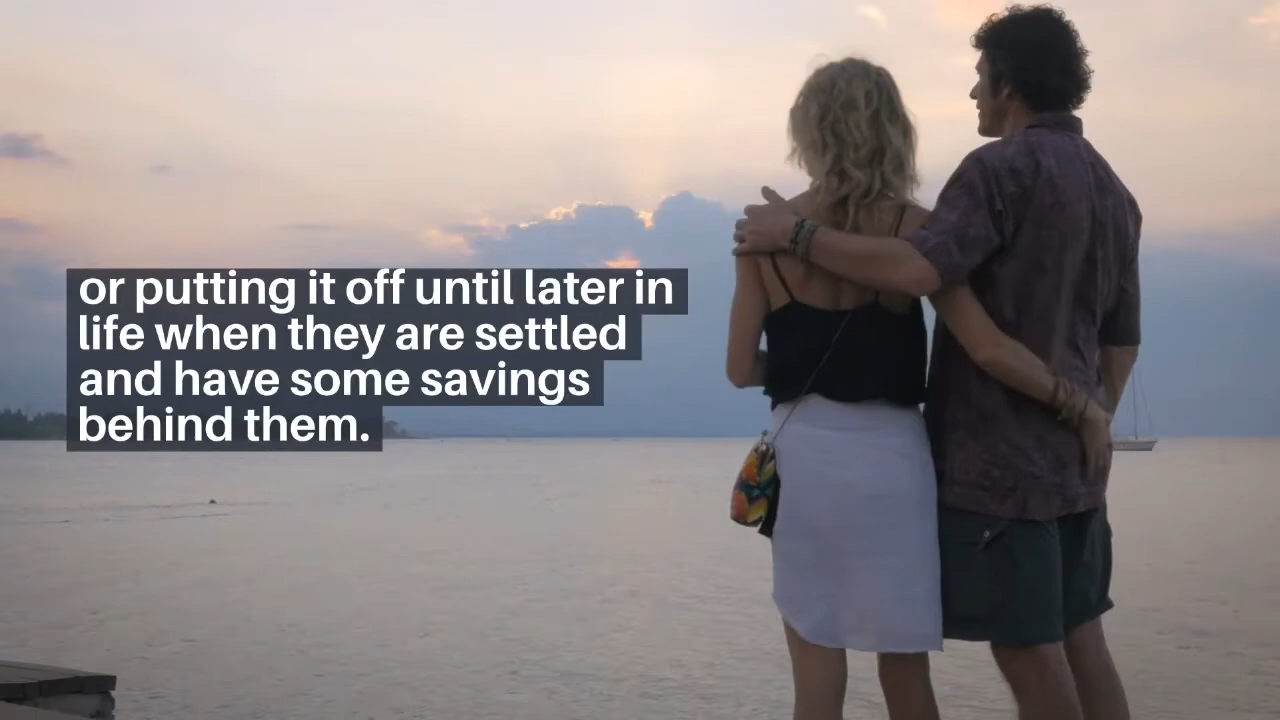 or putting it off until later in
life when they are settled
and have some savings
behind them.